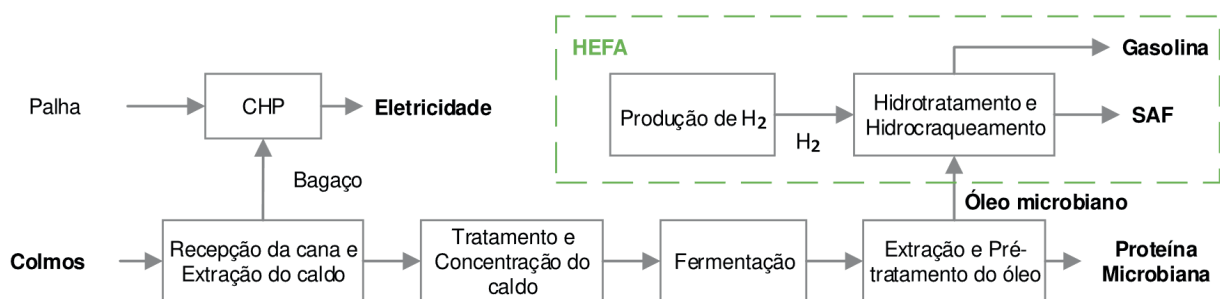 HEFA
Gasolina
Palha
CHP
Eletricidade
Produção de H₂
H₂
Hidrotratamento e
Hidrocraqueamento
SAF
Bagaço
Óleo microbiano
Colmos
Recepção da cana e
Extração do caldo
Tratamento e
Concentração do
caldo
Fermentação
Extração e Pré-
tratamento do óleo
Proteína
Microbiana